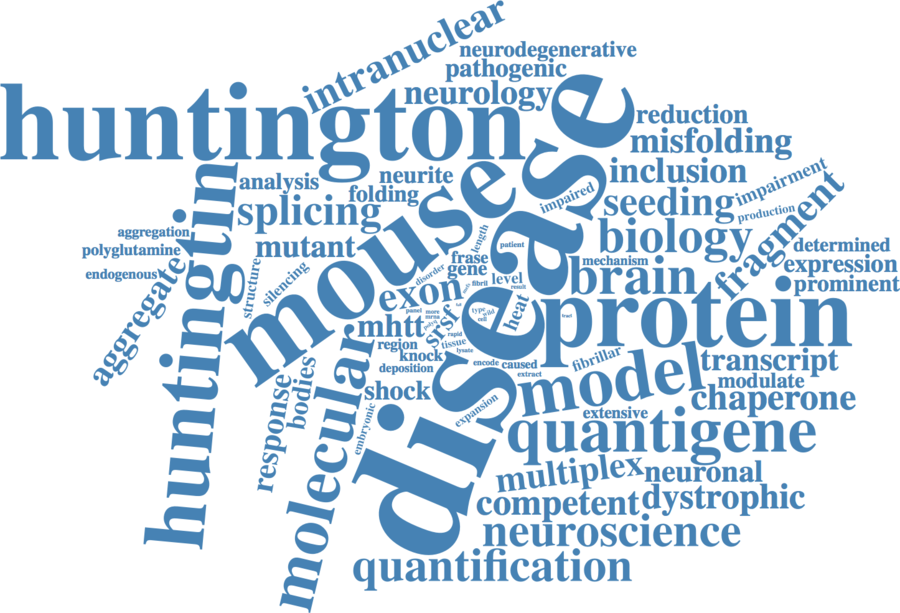 intranuclear
neurodegenerative
pathogenic
neurology
huntington
disease
reduction
misfolding
inclusion
impairment
seeding
production
fragment
biology
determined
expression
prominent
mechanism
brain
protein
impaired
analysis
neurite
folding
splicing
mutant
mouse
huntingtin
aggregation
polyglutamine
endogenous
aggregate
structure
silencing
length
patient
frase
gene
disorder
level
fibril
result
exon
heat
type
wild
cell
panel
more
mrna
polyq
srsf
mhtt
rapid
tissue
lysate
region
knock
deposition
encode
caused
extract
tract
shock
molecular
response
bodies
embryonic
expansion
fibrillar
model
transcript
modulate
chaperone
extensive
quantigene
multiplex
neuronal
competent
dystrophic
neuroscience
quantification